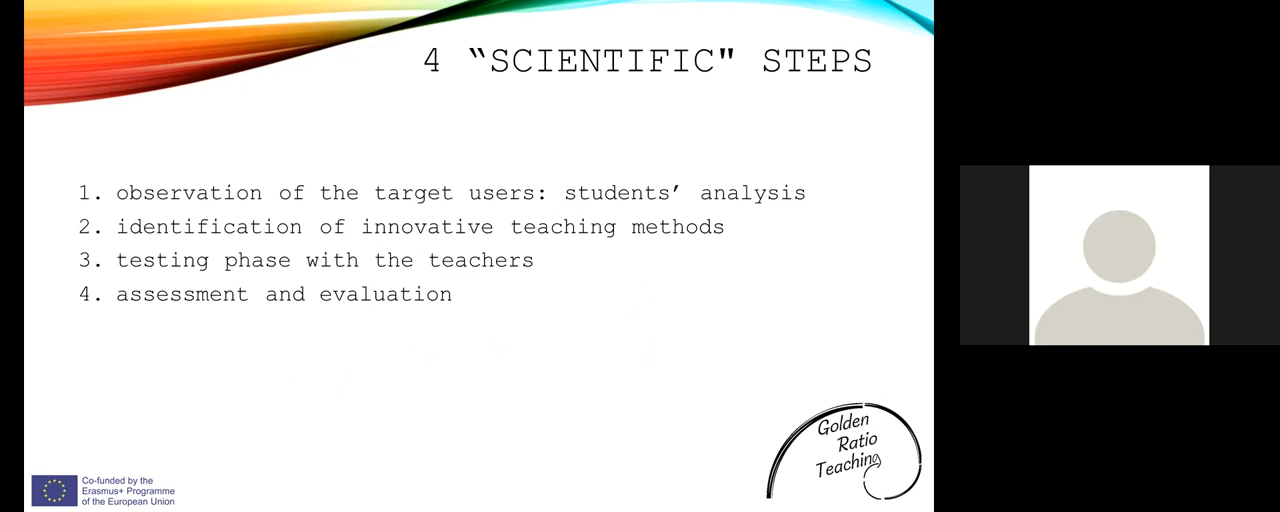 4 “SCIENTIFIC" STEPS
1. observation of the target users: students’ analysis
2. identification of innovative teaching methods
3. testing phase with the teachers
4. assessment and evaluation
Golden
Ratio
Teaching
Co-funded by the
Erasmus+ Programme
of the European Union